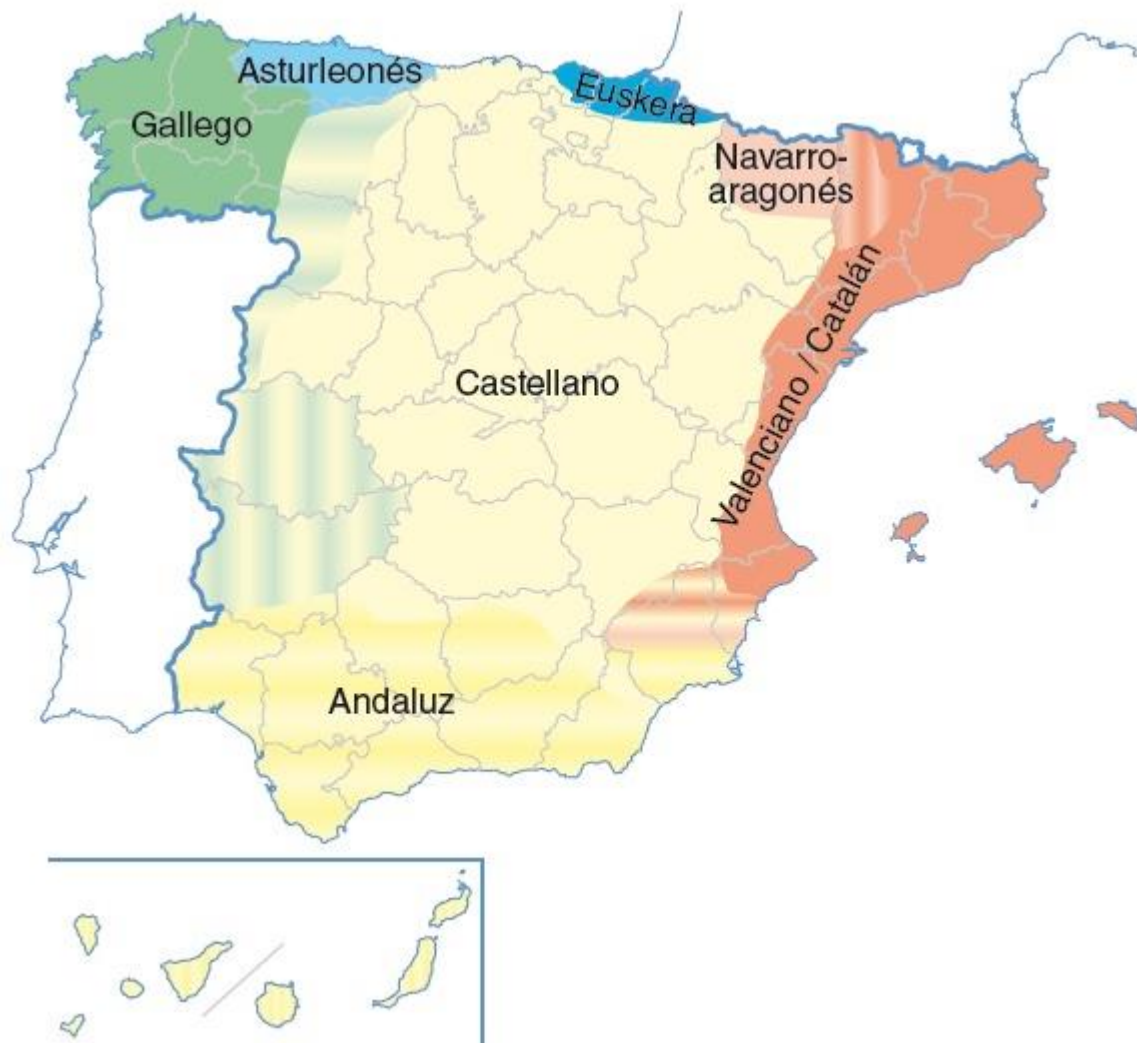 Asturleonés
Euskera
Gallego
Navarro-
aragonés
Valenciano / Catalán
Castellano
Andaluz